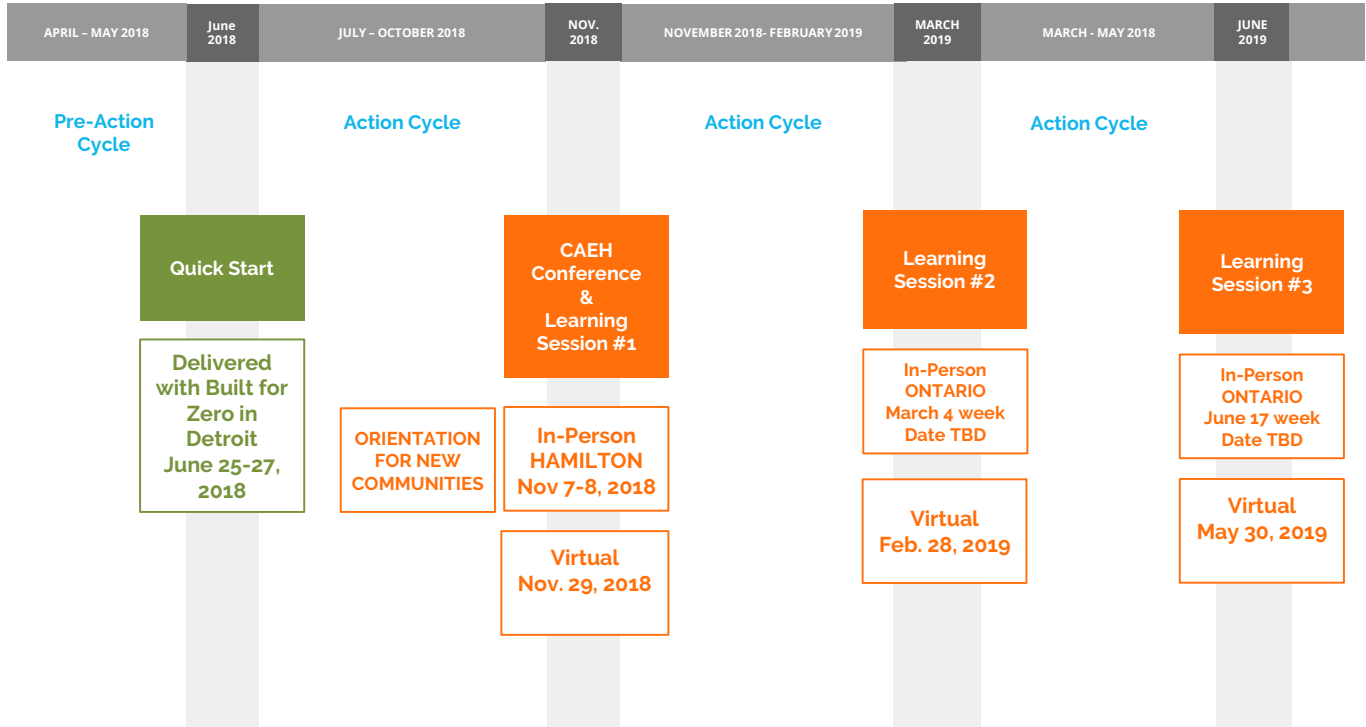 APRIL – MAY 2018
June
2018
JULY – OCTOBER 2018
NOV.
2018
NOVEMBER 2018- FEBRUARY 2019
MARCH
2019
MARCH - MAY 2018
JUNE
2019
Pre-Action
Cycle
Action Cycle
Action Cycle
Action Cycle
Quick Start
Delivered
with Built for
Zero in
Detroit
June 25-27,
2018
ORIENTATION
FOR NEW
COMMUNITIES
CAEH
Conference
&
Learning
Session #1
In-Person
HAMILTON
Nov 7-8, 2018
Virtual
Nov. 29, 2018
Learning
Session #2
In-Person
ONTARIO
March 4 week
Date TBD
Virtual
Feb. 28, 2019
Learning
Session #3
In-Person
ONTARIO
June 17 week
Date TBD
Virtual
May 30, 2019